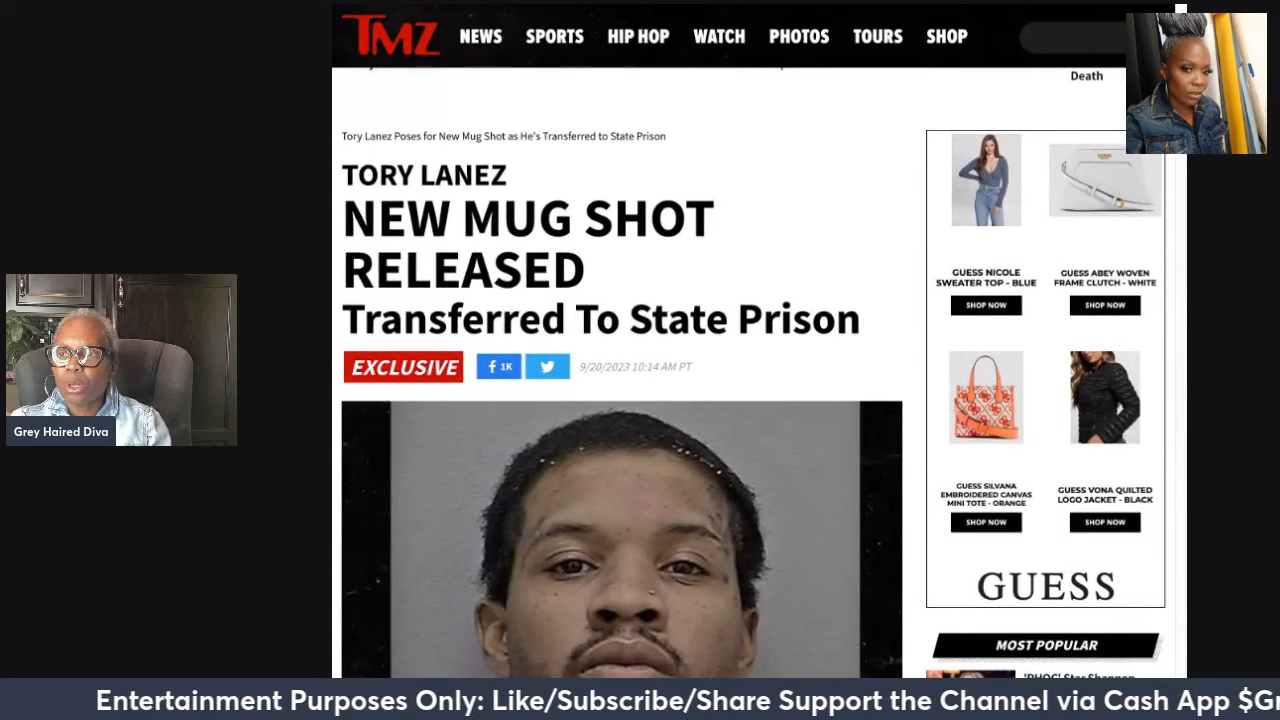 TMZ NEWS SPORTS HIP HOP WATCH PHOTOS TOURS SHOP
Death
Tory Lanez Poses for New Mug Shot as He's Transferred to State Prison
TORY LANEZ
NEW MUG SHOT
RELEASED
Transferred To State Prison
EXCLUSIVE
1K
9/20/2023 10:14 AM PT
Grey Haired Diva
GUESS NICOLE
SWEATER TOP - BLUE
SHOP NOW
GUESS ABEY WOVEN
FRAME CLUTCH - WHITE
SHOP NOW
GUESS SILVANA
EMBROIDERED CANVAS
MINI TOTE - ORANGE
SHOP NOW
GUESS VONA QUILTED
LOGO JACKET - BLACK
SHOP NOW
GUESS
MOST POPULAR
Entertainment Purposes Only: Like/Subscribe/Share Support the Channel via Cash App